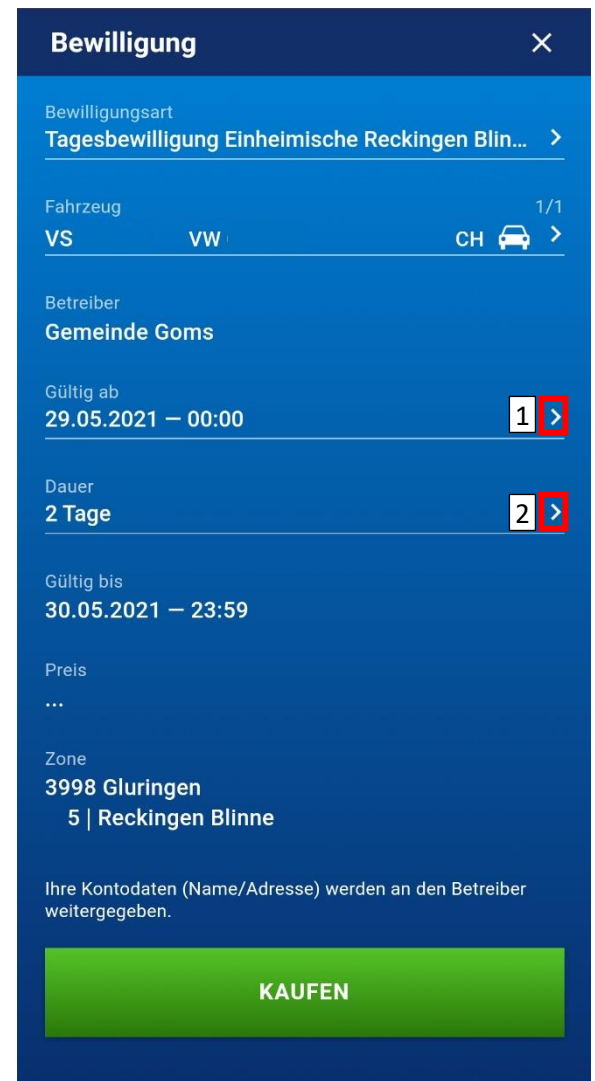 Bewilligung
Bewilligungsart
Tagesbewilligung Einheimische Reckingen Blin...
Fahrzeug 1/1
VS VW CH
Betreiber
Gemeinde Goms
Gültig ab
29.05.2021 — 00:00 1
Dauer
2 Tage 2
Gültig bis
30.05.2021 — 23:59
Preis
...
Zone
3998 Gluringen
5 | Reckingen Blinne
Ihre Kontodaten (Name/Adresse) werden an den Betreiber
weitergegeben.
KAUFEN